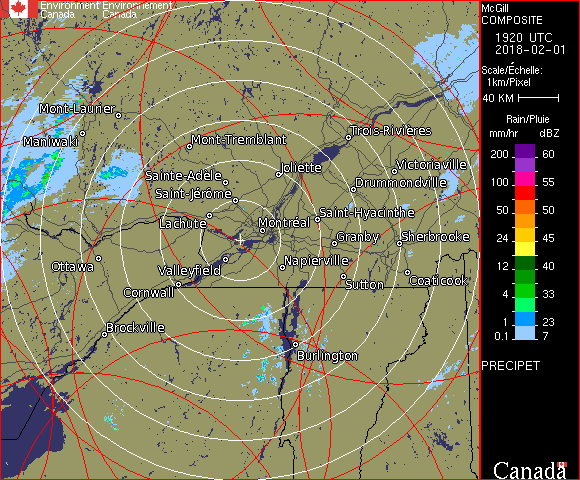 Environment Environnement
Canada Canada
Mont-Laurier
Maniwaki
Mont-Tremblant
Trois-Rivières
Sainte-Adèle
Joliette
Victoriaville
Saint-Jérôme
Drummondville
Lachute
Montréal
Saint-Hyacinthe
Granby
Sherbrooke
Ottawa
Valleyfield
Napierville
Cornwall
Sutton
Coaticook
Brockville
Burlington
McGill
COMPOSITE
1920 UTC
2018-02-01
Scale/Échelle:
1km/Pixel
40 KM
Rain/Pluie
mm/hr dBZ
200 60
100 55
50 50
24 45
12 40
4 33
1 23
0.1 7
PRECIPET
Canada